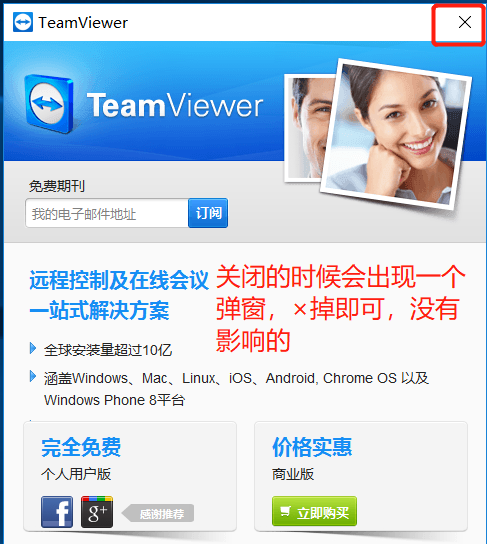 TeamViewer
TeamViewer
免费期刊
我的电子邮件地址
订阅
远程控制及在线会议
一站式解决方案
关闭的时候会出现一个
弹窗，×掉即可，没有
影响的
全球安装量超过10亿
涵盖Windows、Mac、Linux、iOS、Android, Chrome OS 以及
Windows Phone 8平台
完全免费
个人用户版
f
g+
感谢推荐
价格实惠
商业版
立即购买